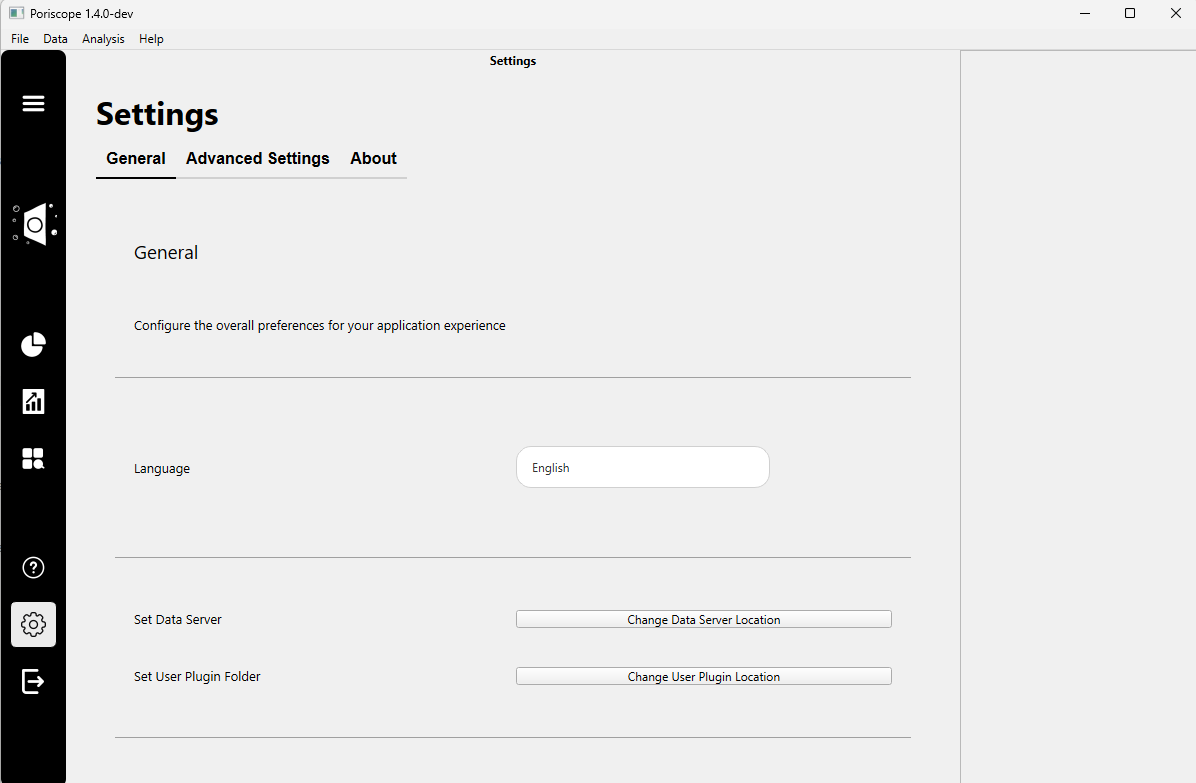 Poriscope 1.4.0-dev
File Data Analysis Help
Settings
Settings
General Advanced Settings About
General
Configure the overall preferences for your application experience
Language English
Set Data Server Change Data Server Location
Set User Plugin Folder Change User Plugin Location